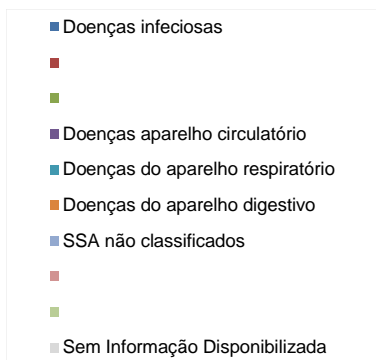 Doenças infeciosas
Doenças aparelho circulatório
Doenças do aparelho respiratório
Doenças do aparelho digestivo
SSA não classificados
Sem Informação Disponibilizada